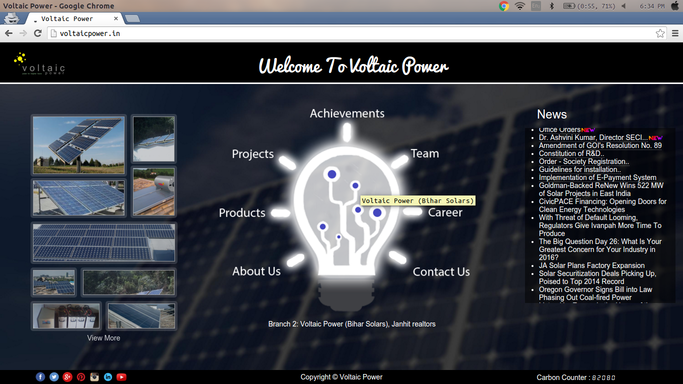 Voltaic Power - Google Chrome
(0:55, 71%)
6:34 PM
Voltaic Power
voltaicpower.in
voltaic
power
Welcome To Voltaic Power
Achievements
Projects
Team
Products
Career
Voltaic Power (Bihar Solars)
About Us
Contact Us
View More
Branch 2: Voltaic Power (Bihar Solars), Janhit realtors
News
Office Orders
Dr. Ashvini Kumar, Director SECI...
Amendment of GOI's Resolution No. 89
Constitution of R&D..
Order - Society Registration..
Guidelines for installation..
Implementation of E-Payment System
Goldman-Backed ReNew Wins 522 MW
of Solar Projects in East India
CivicPACE Financing: Opening Doors for
Clean Energy Technologies
With Threat of Default Looming,
Regulators Give Ivanpah More Time To
Produce
The Big Question Day 26: What Is Your
Greatest Concern for Your Industry in
2016?
JA Solar Plans Factory Expansion
Solar Securitization Deals Picking Up,
Poised to Top 2014 Record
Oregon Governor Signs Bill into Law
Phasing Out Coal-fired Power
Copyright © Voltaic Power
Carbon Counter : 82080